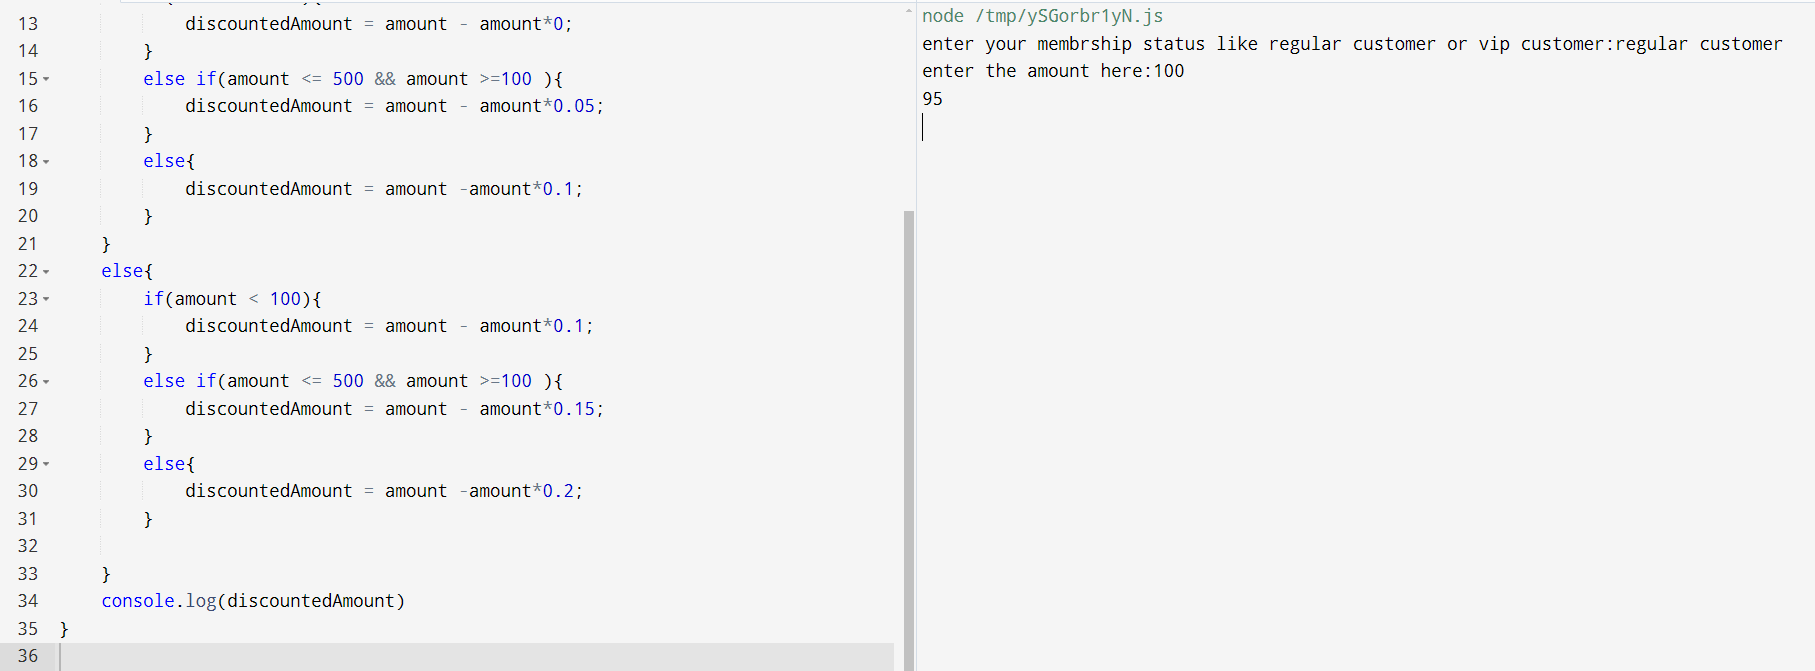 13 discountedAmount = amount - amount*0;
14 }
15 else if(amount <= 500 && amount >=100 ){
16 discountedAmount = amount - amount*0.05;
17 }
18 else{
19 discountedAmount = amount -amount*0.1;
20 }
21 }
22 else{
23 if(amount < 100){
24 discountedAmount = amount - amount*0.1;
25 }
26 else if(amount <= 500 && amount >=100 ){
27 discountedAmount = amount - amount*0.15;
28 }
29 else{
30 discountedAmount = amount -amount*0.2;
31 }
32
33 }
34 console.log(discountedAmount)
35 }
36
node /tmp/ySGorbr1yN.js
enter your membrship status like regular customer or vip customer:regular customer
enter the amount here:100
95